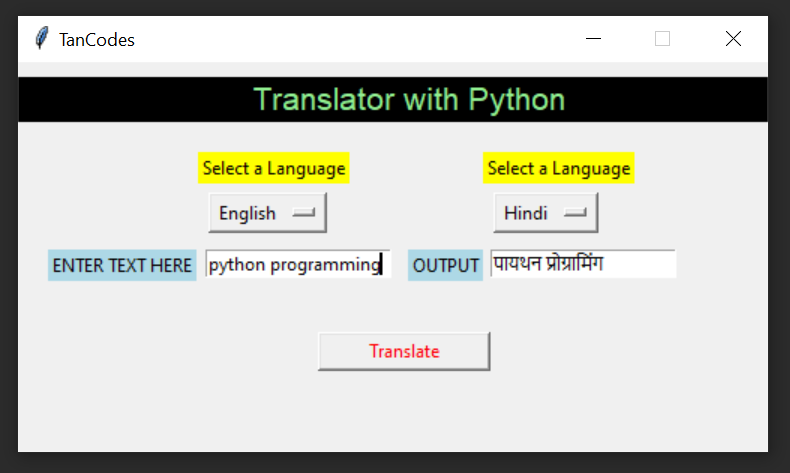 TanCodes
Translator with Python
Select a Language Select a Language
English Hindi
ENTER TEXT HERE python programming OUTPUT पायथन प्रोग्रामिंग
Translate